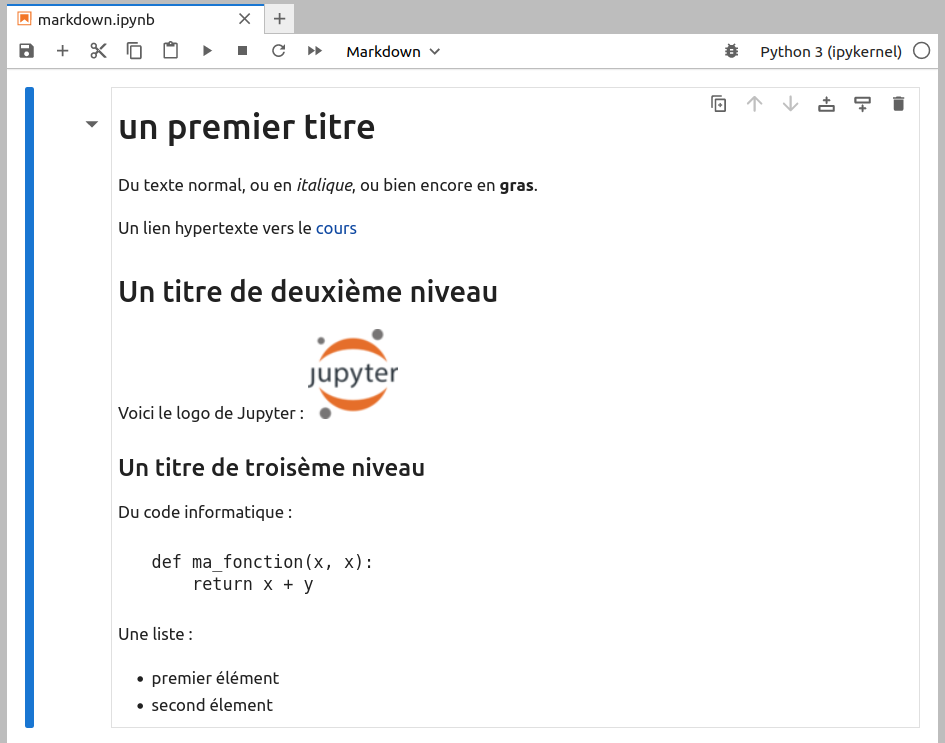 markdown.ipynb
Markdown
Python 3 (ipykernel)
un premier titre
Du texte normal, ou en italique, ou bien encore en gras.
Un lien hypertexte vers le cours
Un titre de deuxième niveau
jupyter
Voici le logo de Jupyter :
Un titre de troisème niveau
Du code informatique :
def ma_fonction(x, x):
    return x + y
Une liste :
• premier élément
• second élement